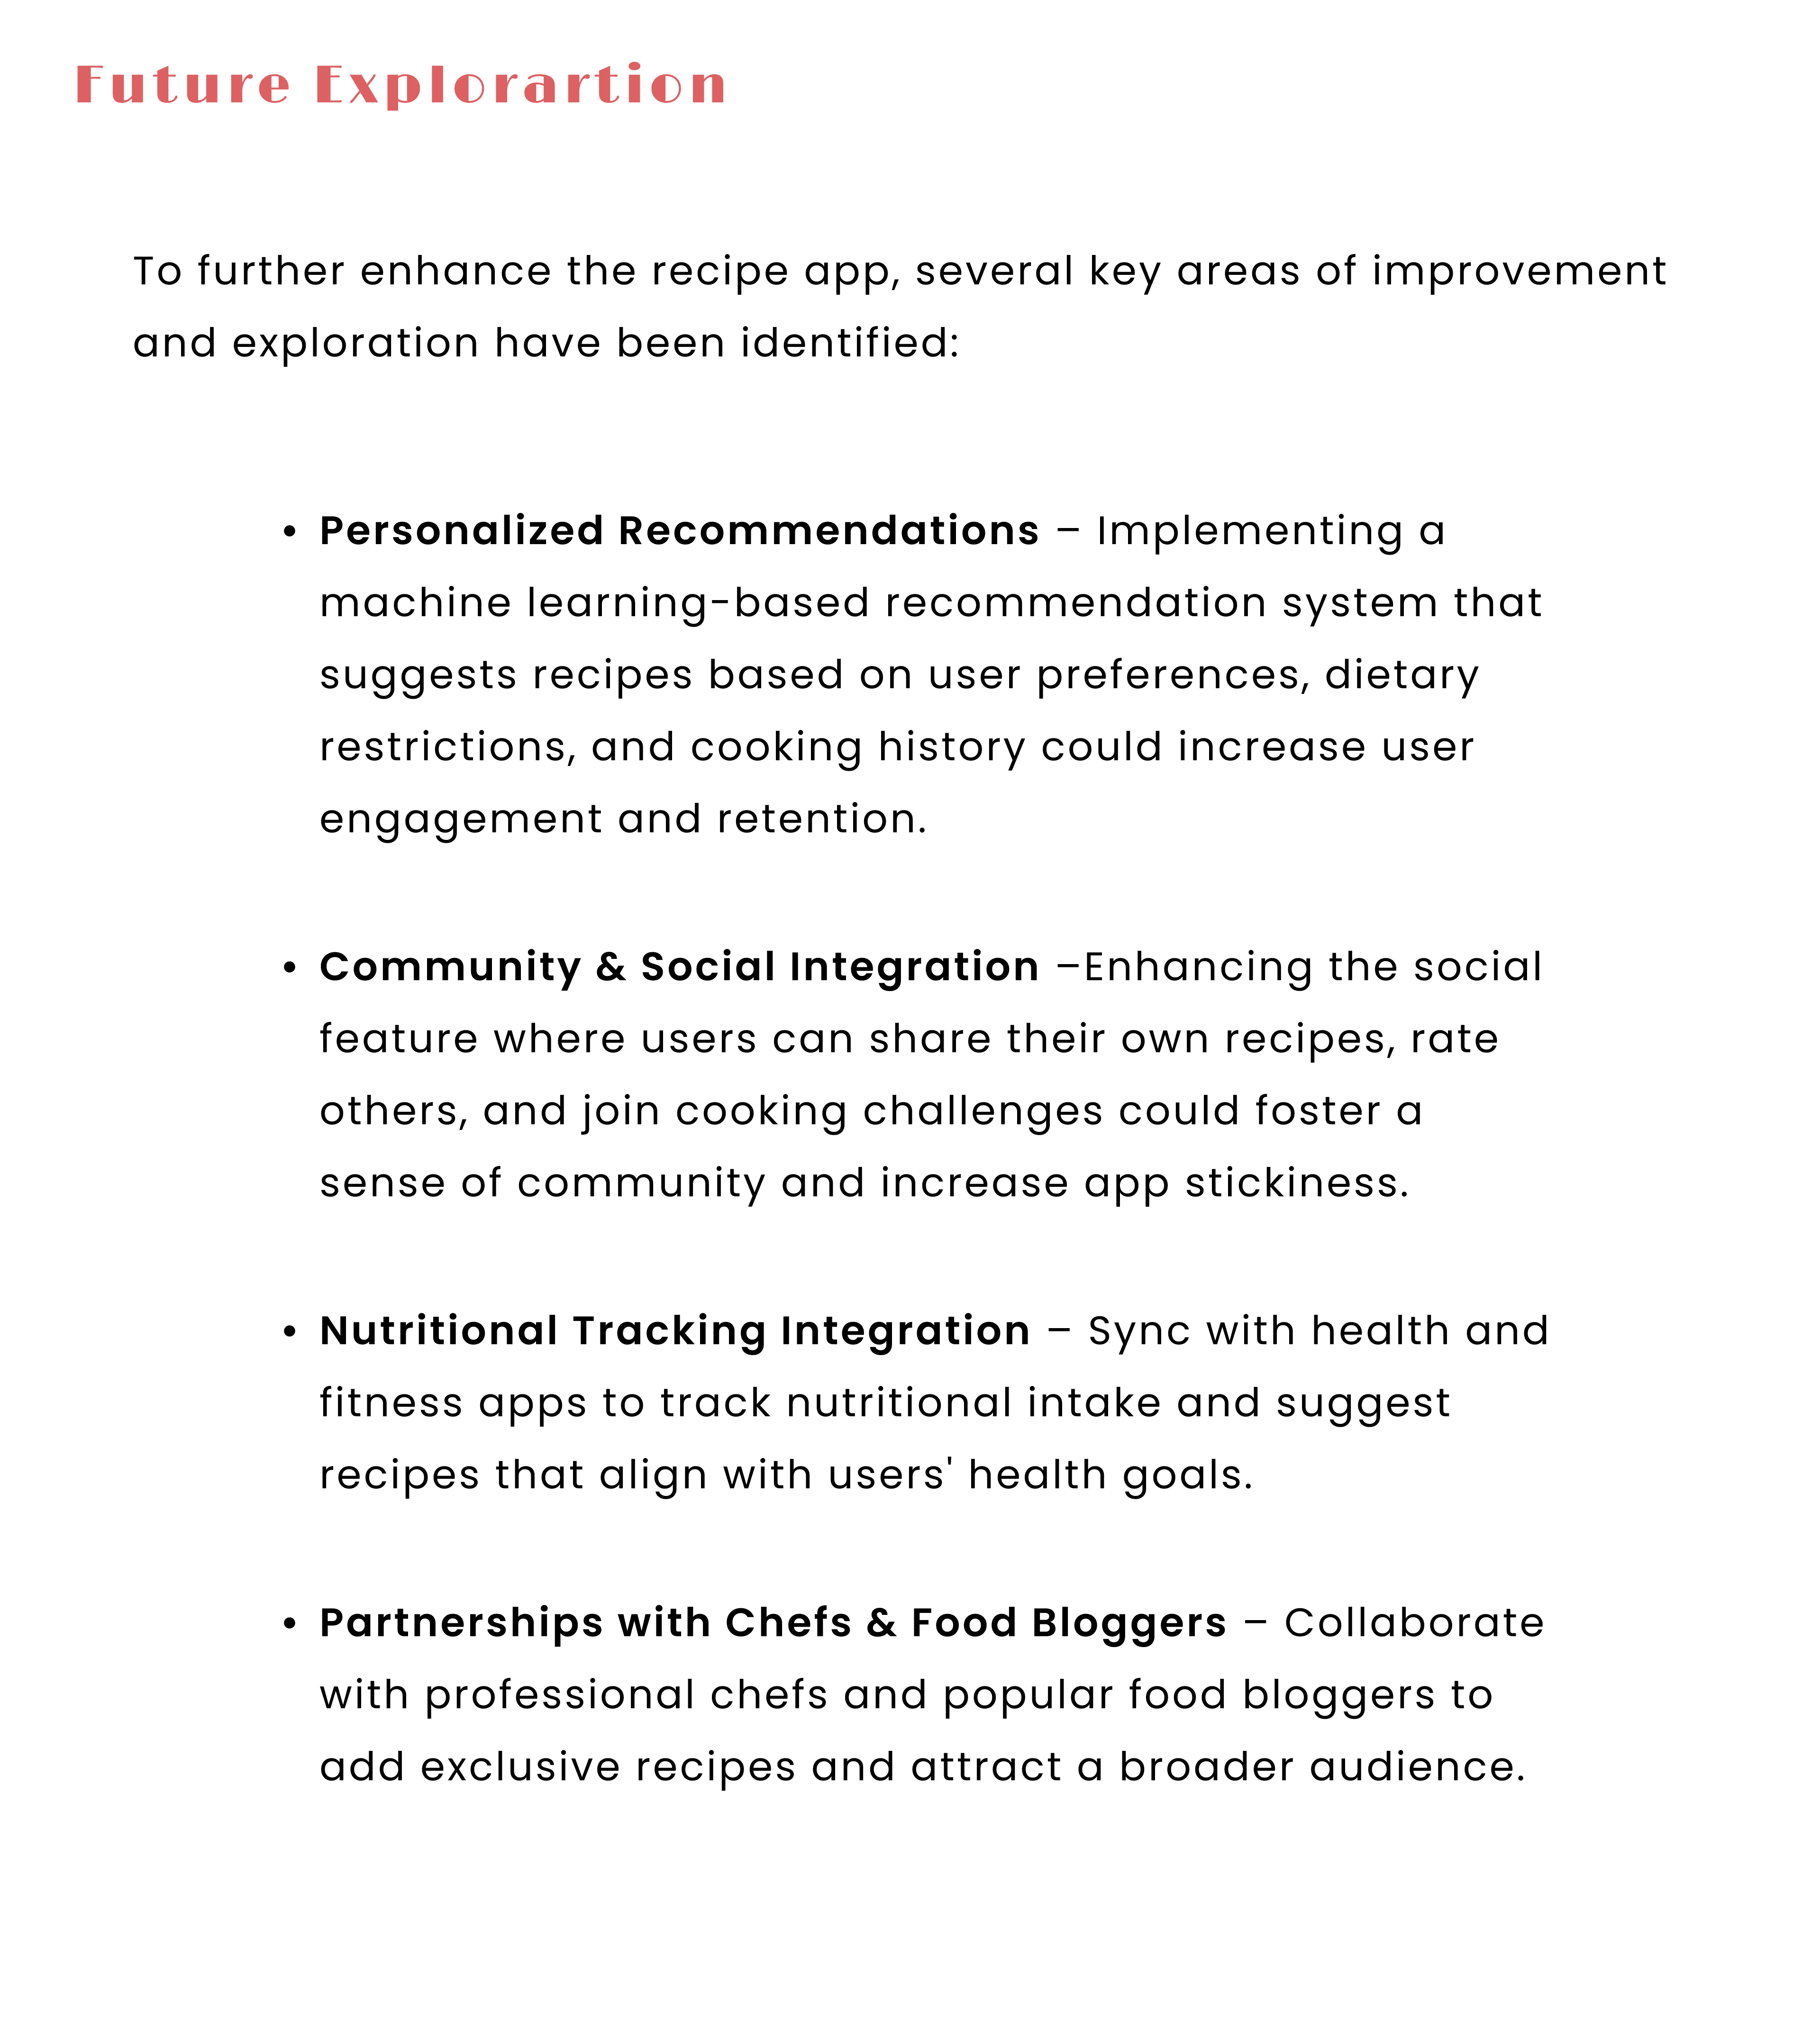 Future Explorartion
To further enhance the recipe app, several key areas of improvement
and exploration have been identified:
• Personalized Recommendations – Implementing a
machine learning-based recommendation system that
suggests recipes based on user preferences, dietary
restrictions, and cooking history could increase user
engagement and retention.
• Community & Social Integration –Enhancing the social
feature where users can share their own recipes, rate
others, and join cooking challenges could foster a
sense of community and increase app stickiness.
• Nutritional Tracking Integration – Sync with health and
fitness apps to track nutritional intake and suggest
recipes that align with users' health goals.
• Partnerships with Chefs & Food Bloggers – Collaborate
with professional chefs and popular food bloggers to
add exclusive recipes and attract a broader audience.